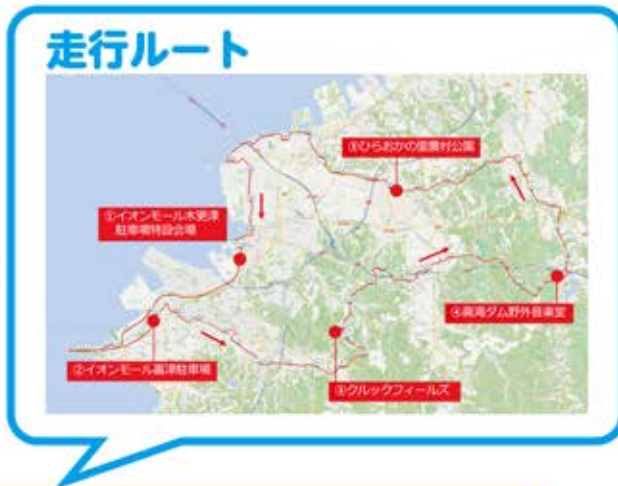 走行ルート
⑤ひらおかの里農村公園
①イオンモール木更津
駐車場特設会場
④高滝ダム野外音楽堂
②イオンモール富津駐車場
③クルックフィールズ